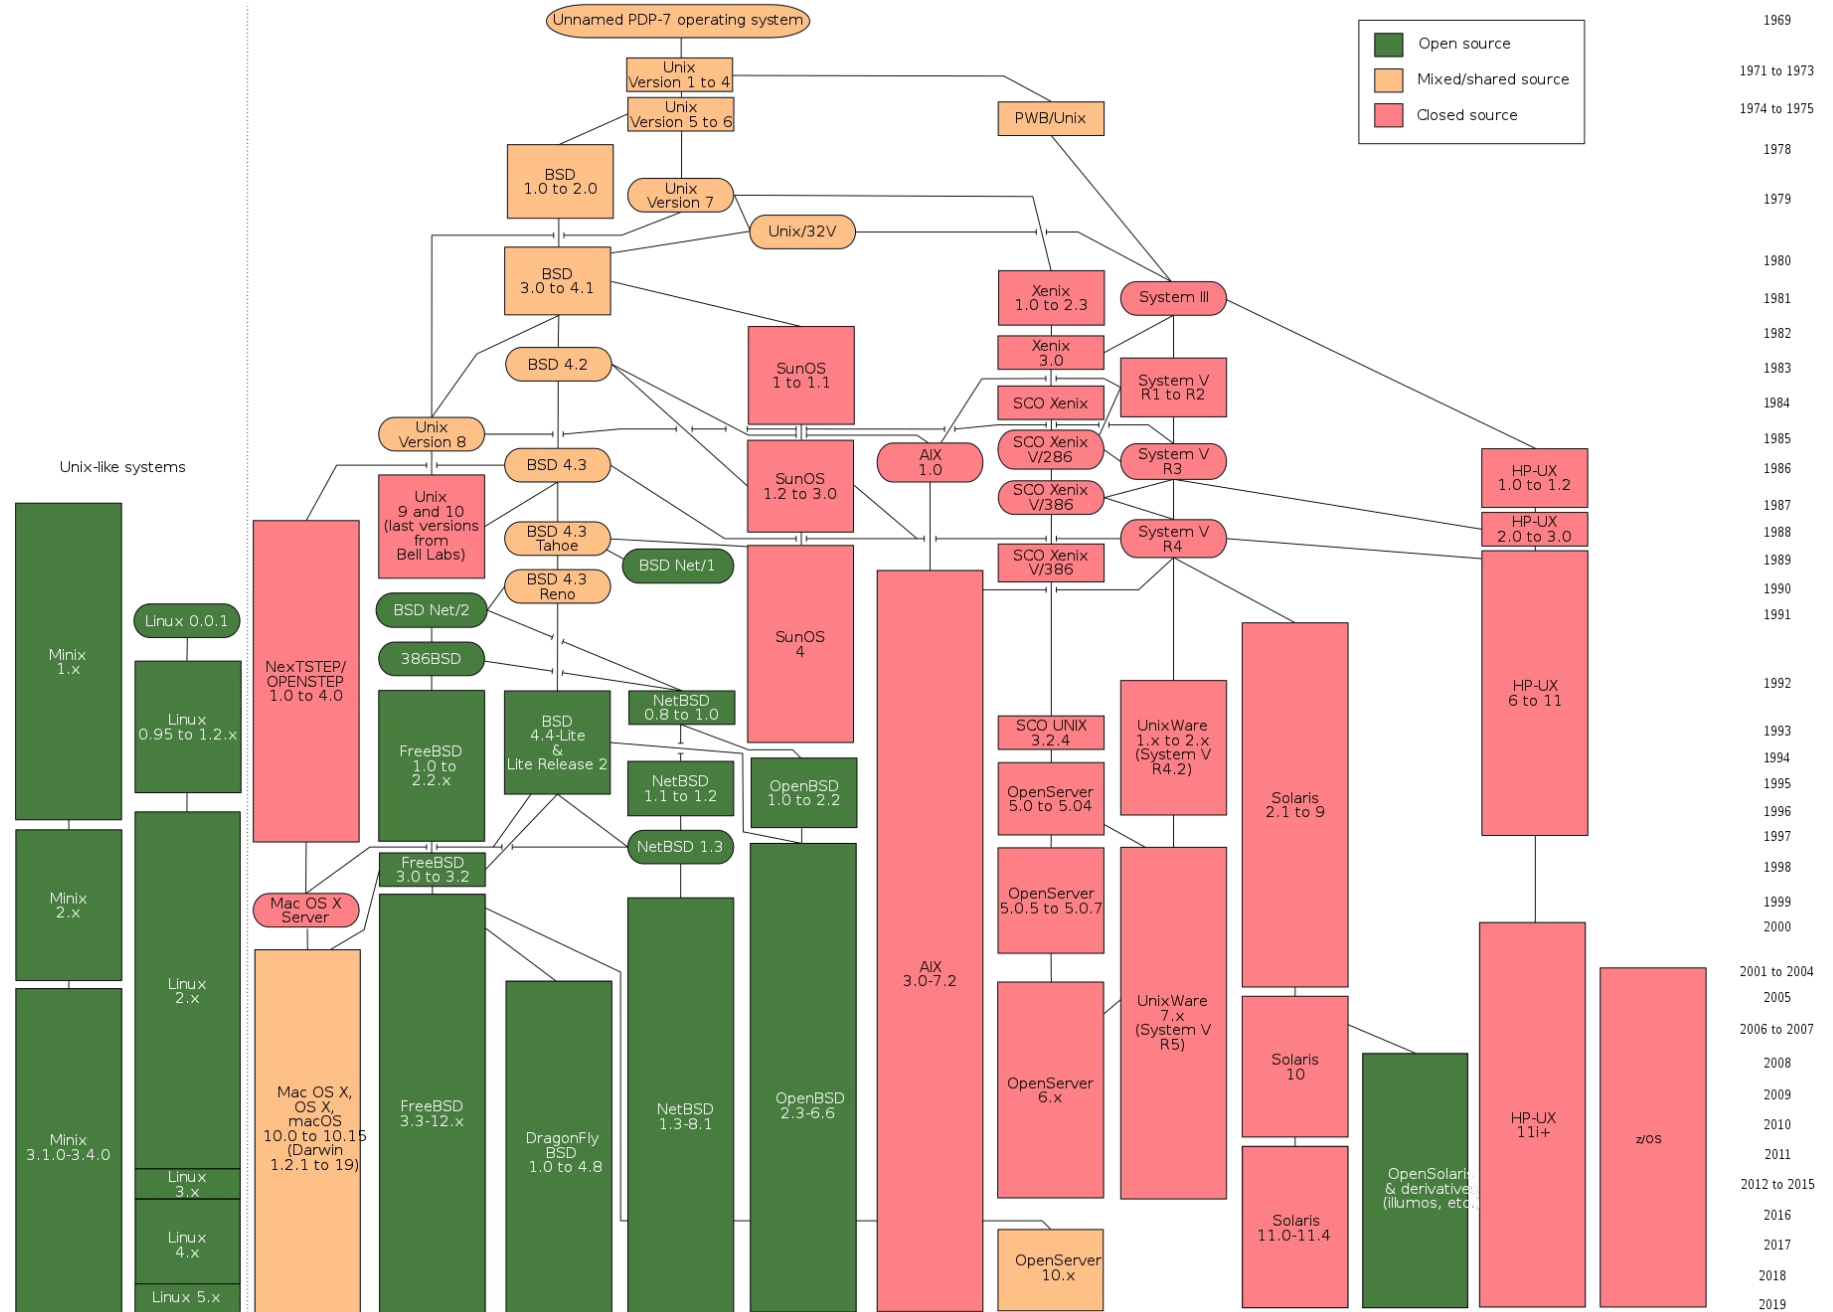 Unnamed PDP-7 operating system
Unix
Version 1 to 4
Unix
Version 5 to 6
PWB/Unix
BSD
1.0 to 2.0
Unix
Version 7
Unix/32V
BSD
3.0 to 4.1
Xenix
1.0 to 2.3
System III
Xenix
3.0
SunOS
1 to 1.1
BSD 4.2
System V
R1 to R2
SCO Xenix
Unix
Version 8
SCO Xenix
V/286
AIX
1.0
System V
R3
BSD 4.3
SunOS
1.2 to 3.0
HP-UX
1.0 to 1.2
Unix
9 and 10
(last versions
from
Bell Labs)
SCO Xenix
V/386
HP-UX
2.0 to 3.0
BSD 4.3
Tahoe
System V
R4
BSD Net/1
SCO Xenix
V/386
BSD 4.3
Reno
BSD Net/2
386BSD
SunOS
4
NexTSTEP/
OPENSTEP
1.0 to 4.0
HP-UX
6 to 11
NetBSD
0.8 to 1.0
BSD
4.4-Lite
&
Lite Release 2
FreeBSD
1.0 to
2.2.x
SCO UNIX
3.2.4
UnixWare
1.x to 2.x
(System V
R4.2)
NetBSD
1.1 to 1.2
OpenBSD
1.0 to 2.2
OpenServer
5.0 to 5.04
Solaris
2.1 to 9
NetBSD 1.3
FreeBSD
3.0 to 3.2
OpenServer
5.0.5 to 5.0.7
Mac OS X
Server
AIX
3.0-7.2
UnixWare
7.x
(System V
R5)
OpenServer
6.x
Solaris
10
Mac OS X,
OS X,
macOS
10.0 to 10.15
(Darwin
1.2.1 to 19)
FreeBSD
3.3-12.x
DragonFly
BSD
1.0 to 4.8
NetBSD
1.3-8.1
OpenBSD
2.3-6.6
HP-UX
11i+
z/OS
OpenSolaris
& derivatives
(illumos, etc.)
Solaris
11.0-11.4
OpenServer
10.x
Unix-like systems
Minix
1.x
Linux 0.0.1
Linux
0.95 to 1.2.x
Minix
2.x
Linux
2.x
Minix
3.1.0-3.4.0
Linux
3.x
Linux
4.x
Linux 5.x
Open source
Mixed/shared source
Closed source
1969
1971 to 1973
1974 to 1975
1978
1979
1980
1981
1982
1983
1984
1985
1986
1987
1988
1989
1990
1991
1992
1993
1994
1995
1996
1997
1998
1999
2000
2001 to 2004
2005
2006 to 2007
2008
2009
2010
2011
2012 to 2015
2016
2017
2018
2019